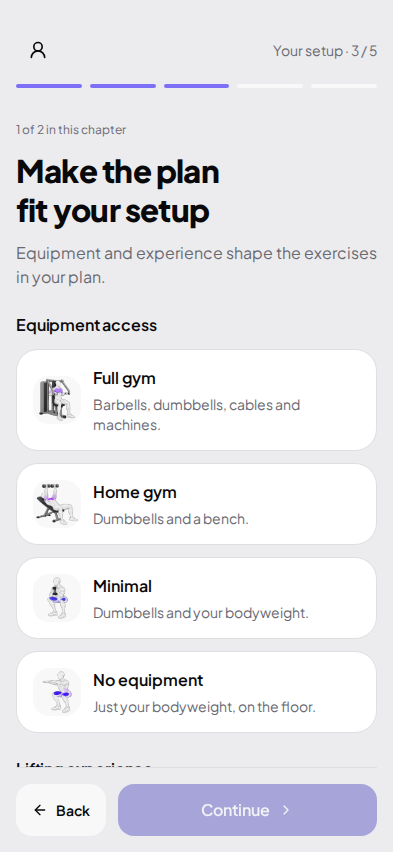 Your setup · 3 / 5
1 of 2 in this chapter
Make the plan
fit your setup
Equipment and experience shape the exercises
in your plan.
Equipment access
Full gym
Barbells, dumbbells, cables and
machines.
Home gym
Dumbbells and a bench.
Minimal
Dumbbells and your bodyweight.
No equipment
Just your bodyweight, on the floor.
Lifting experience
Back
Continue